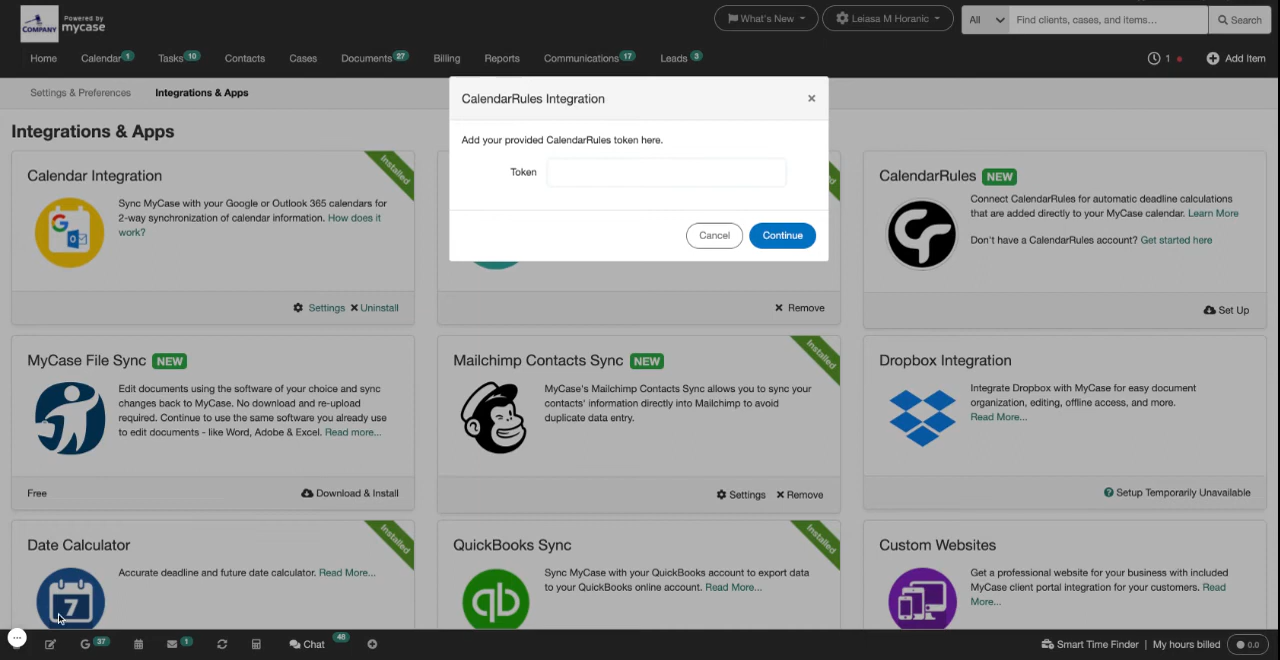 COMPANY
Powered by
mycase
What's New
Leiasa M Horanic
All
Find clients, cases, and items...
Search
Home
Calendar 1
Tasks 10
Contacts
Cases
Documents 27
Billing
Reports
Communications 17
Leads 3
1
Add Item
Settings & Preferences
Integrations & Apps
CalendarRules Integration
×
Add your provided CalendarRules token here.
Token
Cancel
Continue
Integrations & Apps
Calendar Integration
Installed
Sync MyCase with your Google or Outlook 365 calendars for
2-way synchronization of calendar information. How does it
work?
Settings
Uninstall
Remove
CalendarRules NEW
Connect CalendarRules for automatic deadline calculations
that are added directly to your MyCase calendar. Learn More
Don't have a CalendarRules account? Get started here
Set Up
MyCase File Sync NEW
Edit documents using the software of your choice and sync
changes back to MyCase. No download and re-upload
required. Continue to use the same software you already use
to edit documents - like Word, Adobe & Excel. Read more...
Free
Download & Install
Mailchimp Contacts Sync NEW
Installed
MyCase's Mailchimp Contacts Sync allows you to sync your
contacts' information directly into Mailchimp to avoid
duplicate data entry.
Settings
Remove
Dropbox Integration
Integrate Dropbox with MyCase for easy document
organization, editing, offline access, and more.
Read More...
Setup Temporarily Unavailable
Date Calculator
Installed
Accurate deadline and future date calculator. Read More...
7
QuickBooks Sync
Installed
Sync MyCase with your QuickBooks account to export data
to your QuickBooks online account. Read More...
qb
Custom Websites
Get a professional website for your business with included
MyCase client portal integration for your customers. Read
More...
G 37
1
Chat 48
Smart Time Finder | My hours billed
0.0